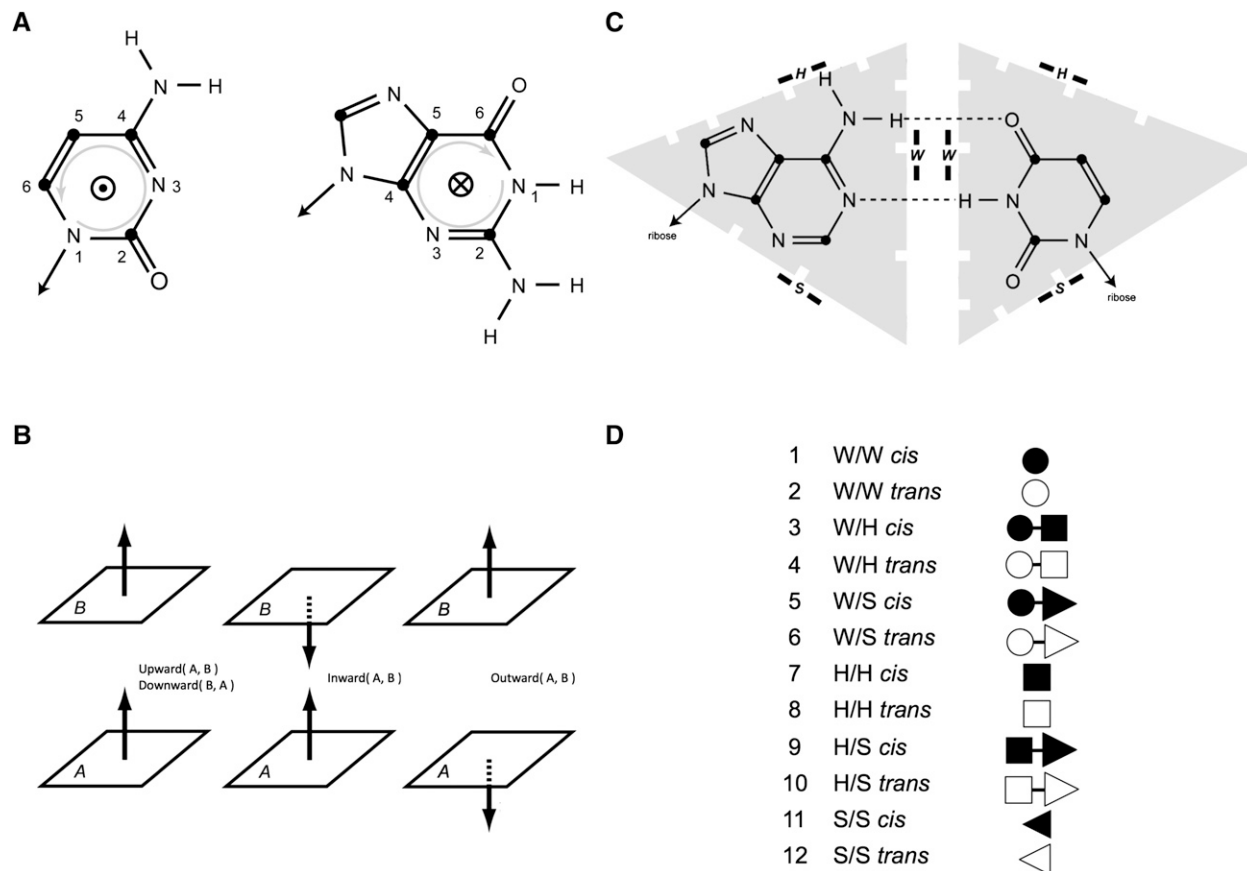 A
H
N
H
5
4
6
N
3
N
1
2
O
N
5
6
O
N
4
N
H
1
N
3
2
N
H
H
C
H
H
N
H
O
W
W
N
N
N
H
N
N
N
O
ribose
S
S
ribose
B
B
B
B
Upward( A, B )
Downward( B, A )
Inward( A, B )
Outward( A, B )
A
A
A
D
1 W/W cis
2 W/W trans
3 W/H cis
4 W/H trans
5 W/S cis
6 W/S trans
7 H/H cis
8 H/H trans
9 H/S cis
10 H/S trans
11 S/S cis
12 S/S trans